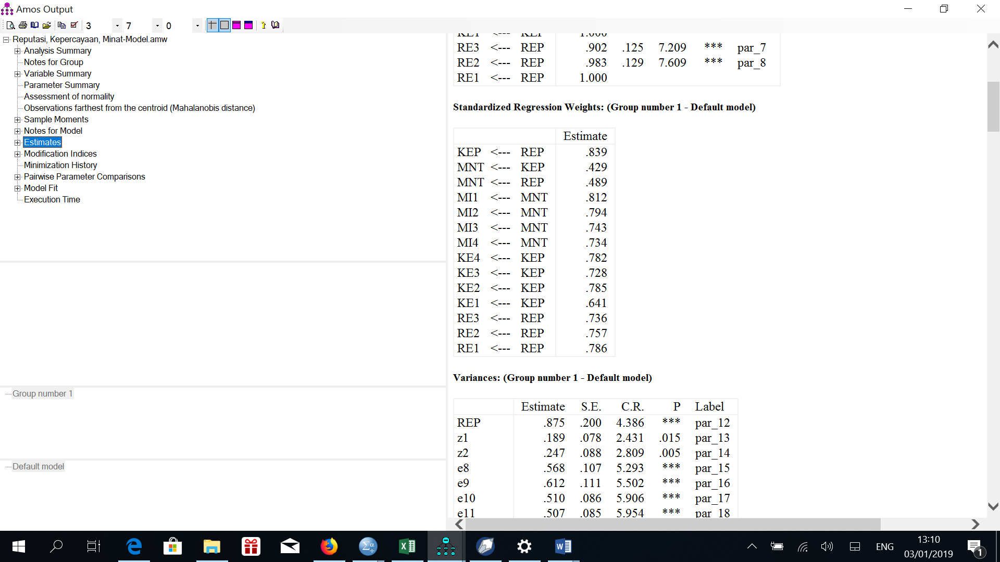 Amos Output
3 7 0
Reputasi, Kepercayaan, Minat-Model.amw
Analysis Summary
Notes for Group
Variable Summary
Parameter Summary
Assessment of normality
Observations farthest from the centroid (Mahalanobis distance)
Sample Moments
Notes for Model
Estimates
Modification Indices
Minimization History
Pairwise Parameter Comparisons
Model Fit
Execution Time
Group number 1
Default model
KE1 <--- KEP 1.000
RE3 <--- REP .902 .125 7.209 *** par_7
RE2 <--- REP .983 .129 7.609 *** par_8
RE1 <--- REP 1.000
Standardized Regression Weights: (Group number 1 - Default model)
Estimate
KEP <--- REP .839
MNT <--- KEP .429
MNT <--- REP .489
MI1 <--- MNT .812
MI2 <--- MNT .794
MI3 <--- MNT .743
MI4 <--- MNT .734
KE4 <--- KEP .782
KE3 <--- KEP .728
KE2 <--- KEP .785
KE1 <--- KEP .641
RE3 <--- REP .736
RE2 <--- REP .757
RE1 <--- REP .786
Variances: (Group number 1 - Default model)
Estimate S.E. C.R. P Label
REP .875 .200 4.386 *** par_12
z1 .189 .078 2.431 .015 par_13
z2 .247 .088 2.809 .005 par_14
e8 .568 .107 5.293 *** par_15
e9 .612 .111 5.502 *** par_16
e10 .510 .086 5.906 *** par_17
e11 .507 .085 5.954 *** par_18
ENG
13:10
03/01/2019
1